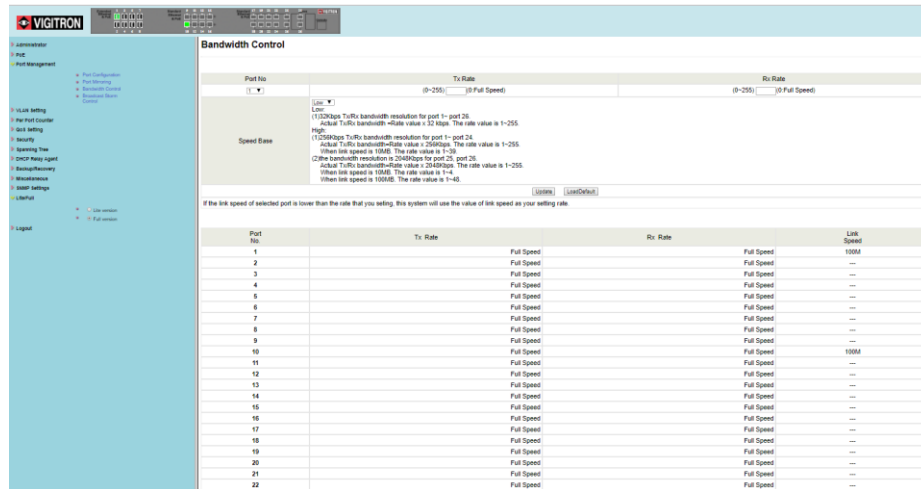 VIGITRON
VIGITRON
Administrator
PoE
Port Management
Port Configuration
Port Mirroring
Bandwidth Control
Broadcast Storm
Control
VLAN Setting
Per Port Counter
QoS Setting
Security
Spanning Tree
DHCP Relay Agent
Backup/Recovery
Miscellaneous
SNMP Settings
Lite/Full
Lite version
Full version
Logout
Bandwidth Control
Port No Tx Rate Rx Rate
1 (0~255) (0:Full Speed) (0~255) (0:Full Speed)
Speed Base
Low
Low:
(1)32Kbps Tx/Rx bandwidth resolution for port 1~ port 26.
Actual Tx/Rx bandwidth =Rate value x 32 kbps. The rate value is 1~255.
High:
(1)256Kbps Tx/Rx bandwidth resolution for port 1~ port 24.
Actual Tx/Rx bandwidth=Rate value x 256Kbps. The rate value is 1~255.
When link speed is 10MB. The rate value is 1~39.
(2)the bandwidth resolution is 2048Kbps for port 25, port 26.
Actual Tx/Rx bandwidth=Rate value x 2048Kbps. The rate value is 1~255.
When link speed is 10MB. The rate value is 1~4.
When link speed is 100MB. The rate value is 1~48.
Update LoadDefault
If the link speed of selected port is lower than the rate that you seting, this system will use the value of link speed as your setting rate.
Port No. Tx Rate Rx Rate Link Speed
1 Full Speed Full Speed 100M
2 Full Speed Full Speed ---
3 Full Speed Full Speed ---
4 Full Speed Full Speed ---
5 Full Speed Full Speed ---
6 Full Speed Full Speed ---
7 Full Speed Full Speed ---
8 Full Speed Full Speed ---
9 Full Speed Full Speed ---
10 Full Speed Full Speed 100M
11 Full Speed Full Speed ---
12 Full Speed Full Speed ---
13 Full Speed Full Speed ---
14 Full Speed Full Speed ---
15 Full Speed Full Speed ---
16 Full Speed Full Speed ---
17 Full Speed Full Speed ---
18 Full Speed Full Speed ---
19 Full Speed Full Speed ---
20 Full Speed Full Speed ---
21 Full Speed Full Speed ---
22 Full Speed Full Speed ---